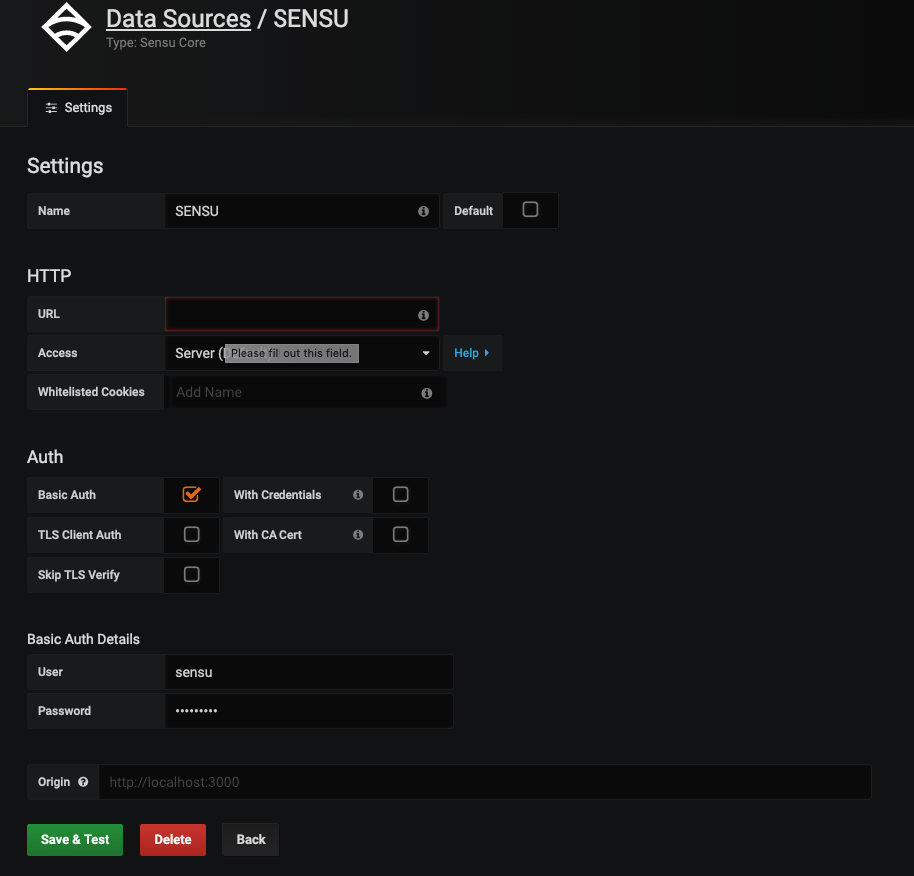 Data Sources / SENSU
Type: Sensu Core
Settings
Settings
Name SENSU Default
HTTP
URL
Access Server ( Please fill out this field. Help
Whitelisted Cookies Add Name
Auth
Basic Auth With Credentials
TLS Client Auth With CA Cert
Skip TLS Verify
Basic Auth Details
User sensu
Password •••••••••
Origin http://localhost:3000
Save & Test Delete Back